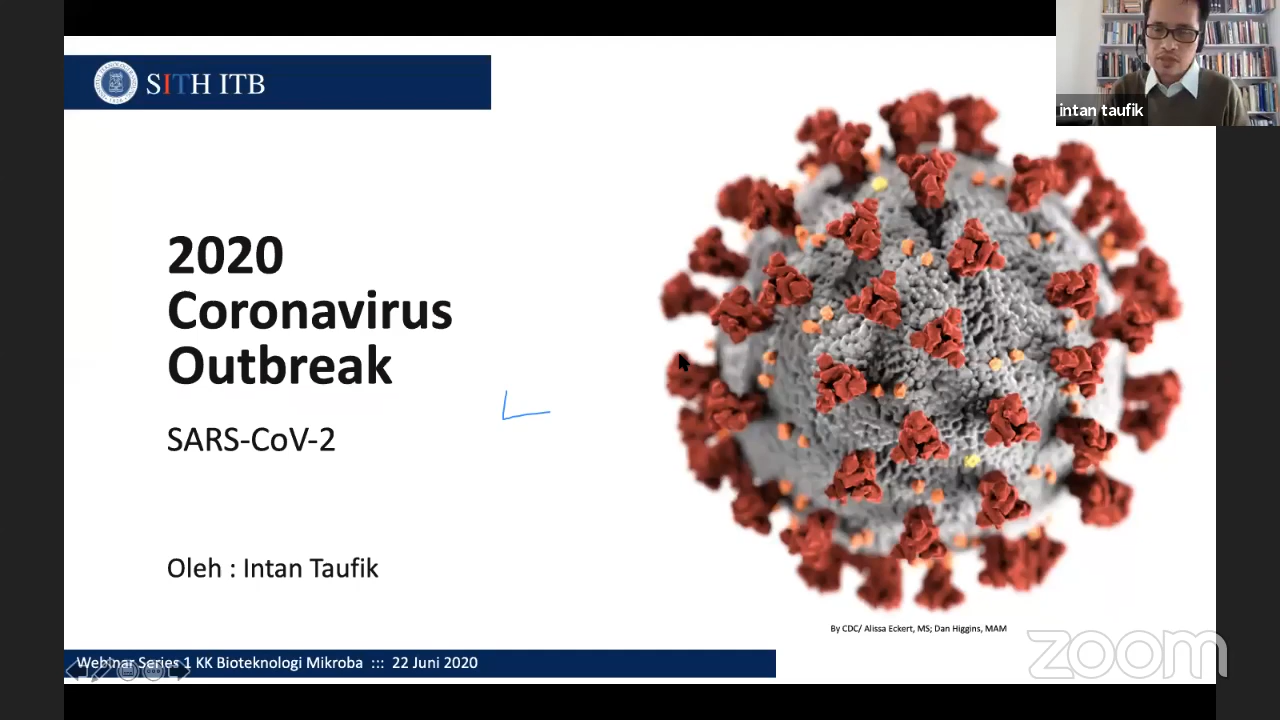 SITH ITB
intan taufik
2020
Coronavirus
Outbreak
SARS-CoV-2
Oleh : Intan Taufik
By CDC/ Alissa Eckert, MS; Dan Higgins, MAM
Webinar Series 1 KK Bioteknologi Mikroba ::: 22 Juni 2020
zoom